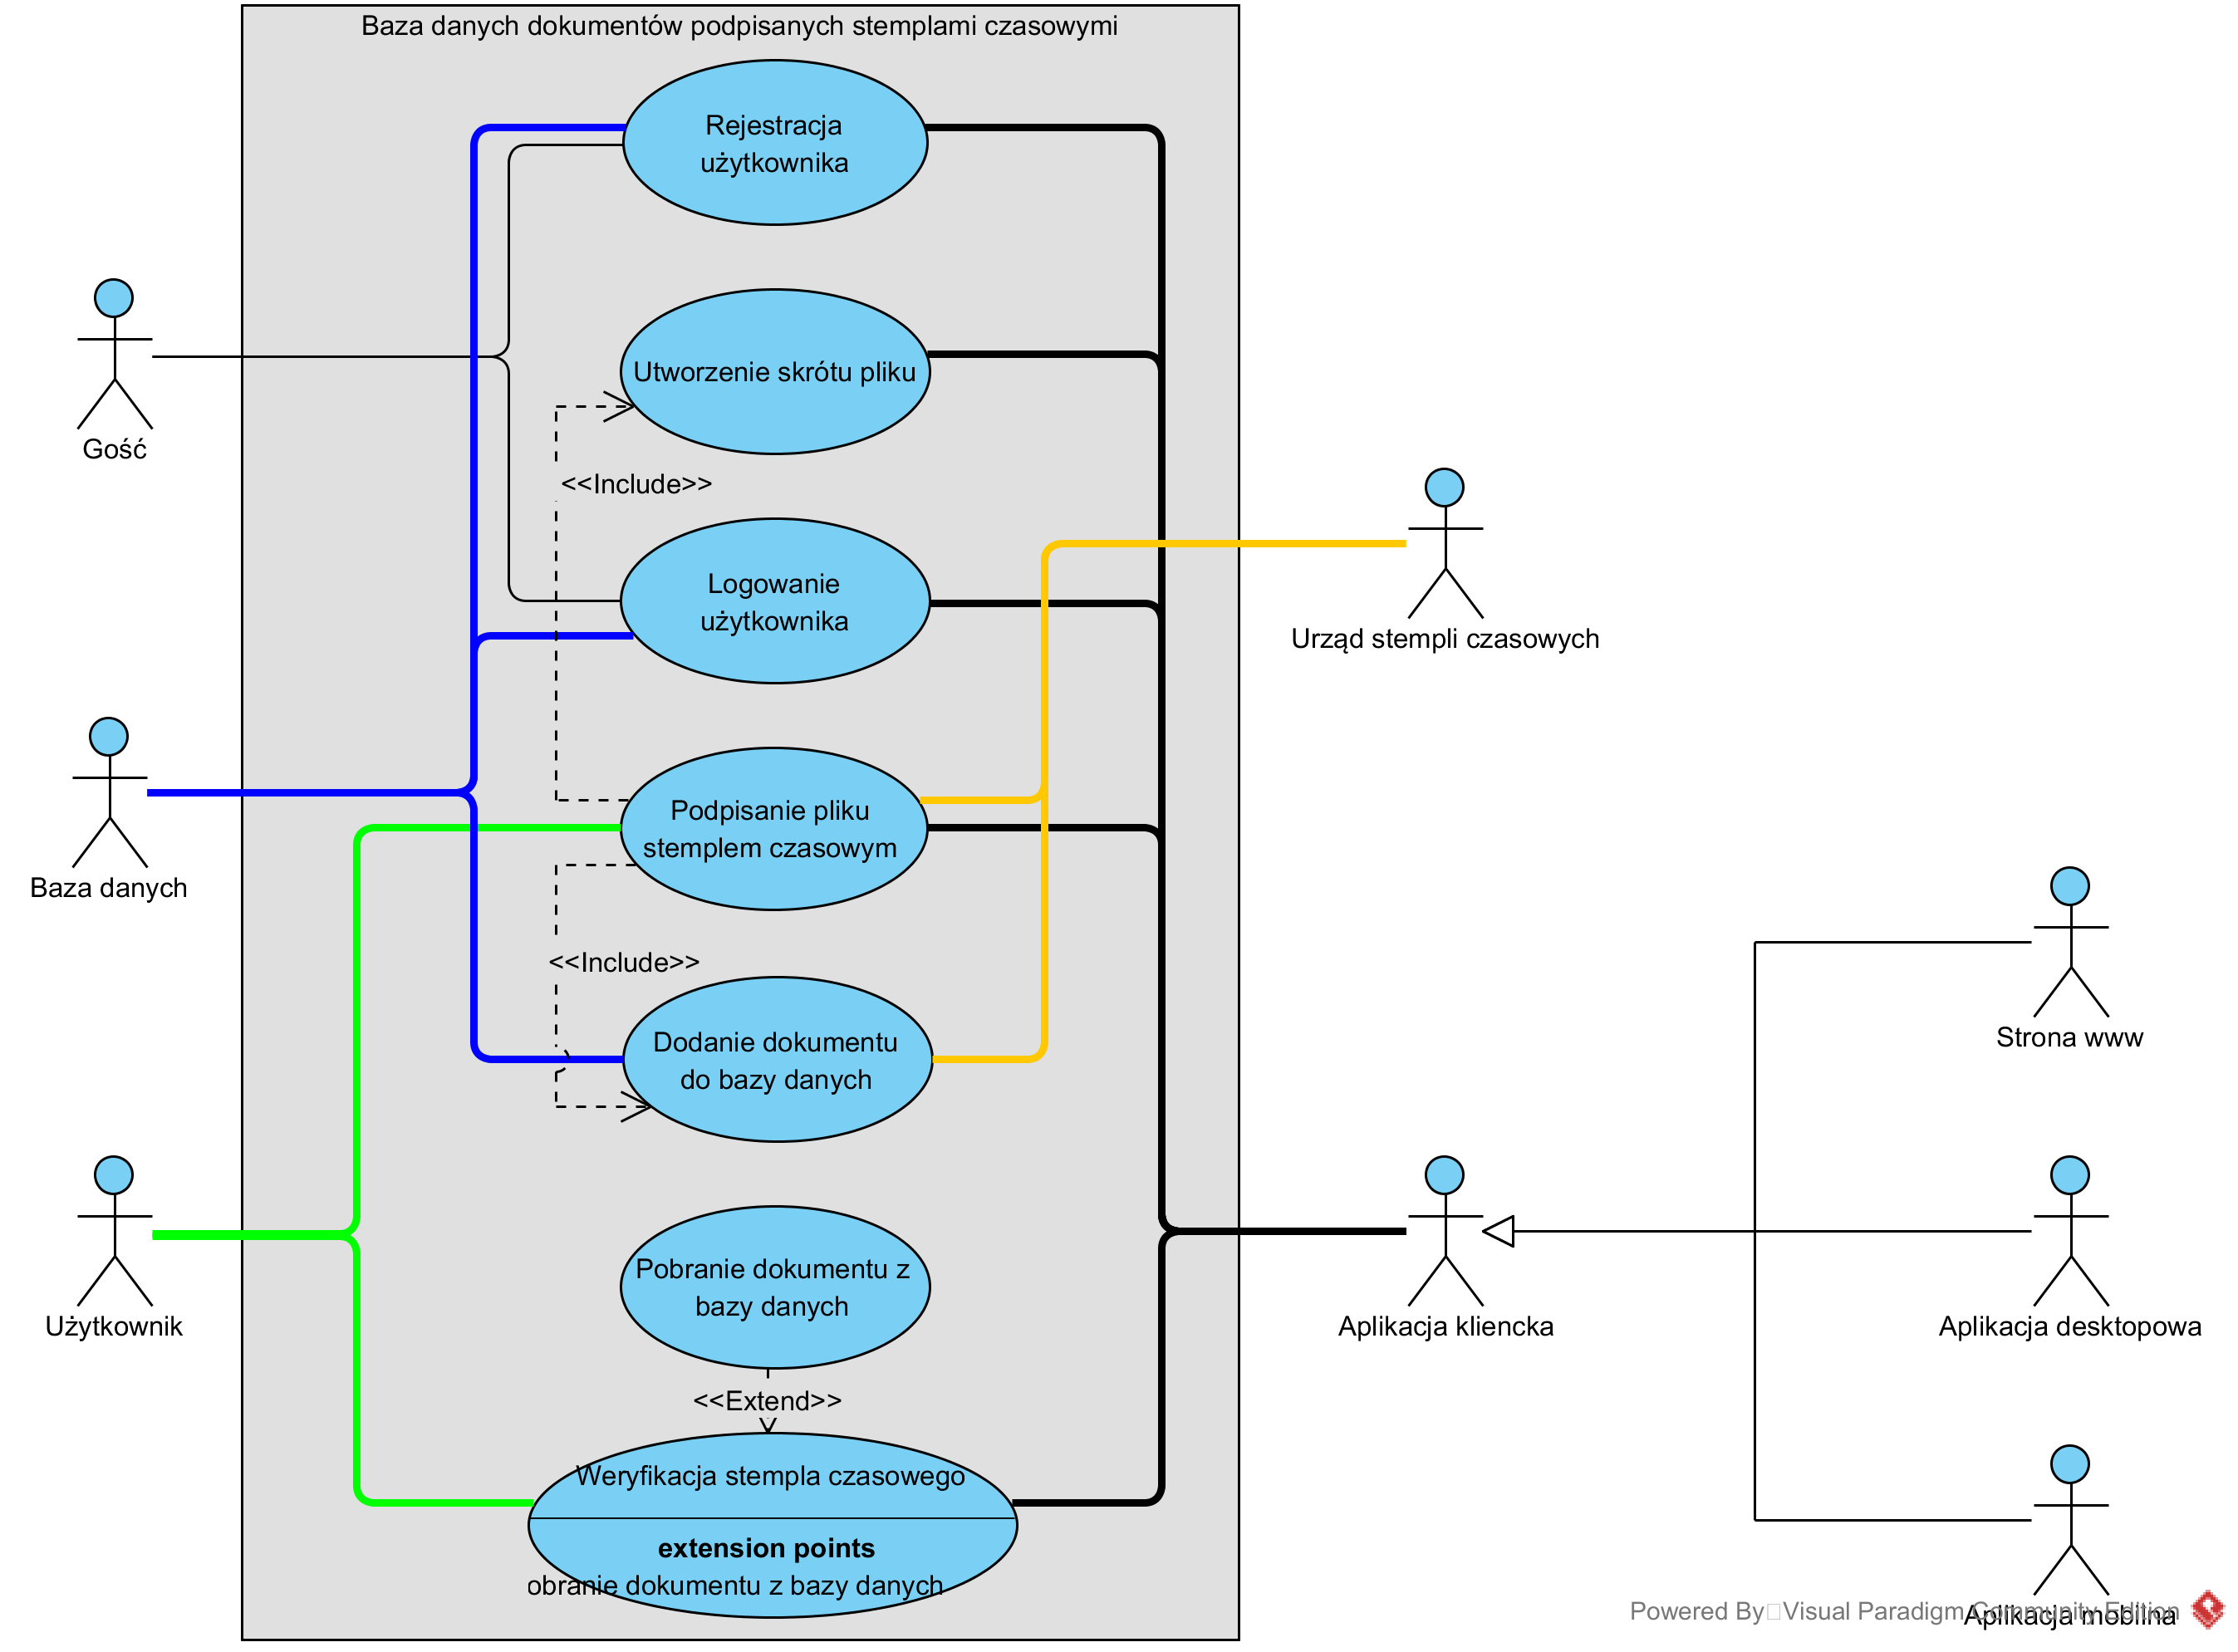 Baza danych dokumentów podpisanych stemplami czasowymi
Rejestracja
użytkownika
Utworzenie skrótu pliku
Gość
<<Include>>
Logowanie
użytkownika
Urząd stempli czasowych
Podpisanie pliku
stemplem czasowym
Baza danych
<<Include>>
Dodanie dokumentu
do bazy danych
Strona www
Pobranie dokumentu z
bazy danych
Użytkownik
Aplikacja kliencka
Aplikacja desktopowa
<<Extend>>
Weryfikacja stempla czasowego
extension points
obranie dokumentu z bazy danych
Powered By Visual Paradigm Community Edition
Aplikacja moblina